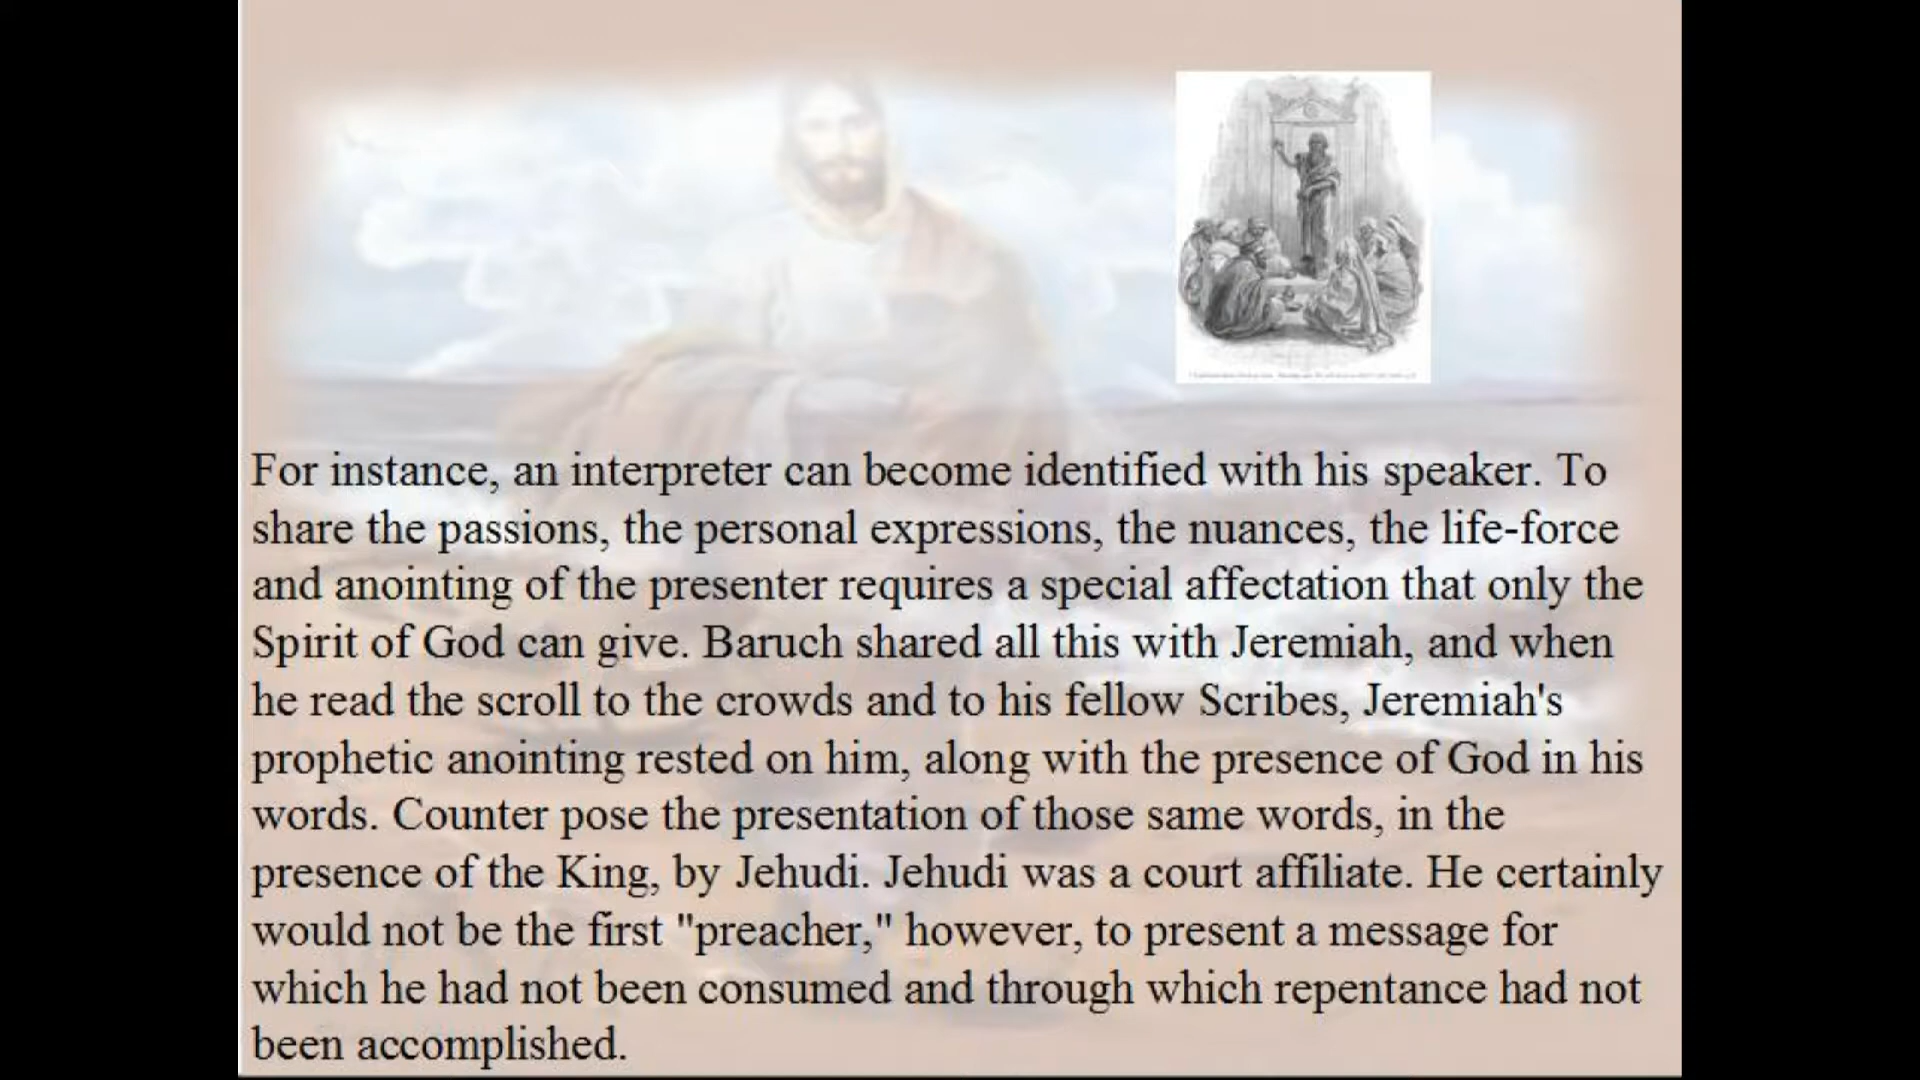 For instance, an interpreter can become identified with his speaker. To
share the passions, the personal expressions, the nuances, the life-force
and anointing of the presenter requires a special affectation that only the
Spirit of God can give. Baruch shared all this with Jeremiah, and when
he read the scroll to the crowds and to his fellow Scribes, Jeremiah's
prophetic anointing rested on him, along with the presence of God in his
words. Counter pose the presentation of those same words, in the
presence of the King, by Jehudi. Jehudi was a court affiliate. He certainly
would not be the first "preacher," however, to present a message for
which he had not been consumed and through which repentance had not
been accomplished.